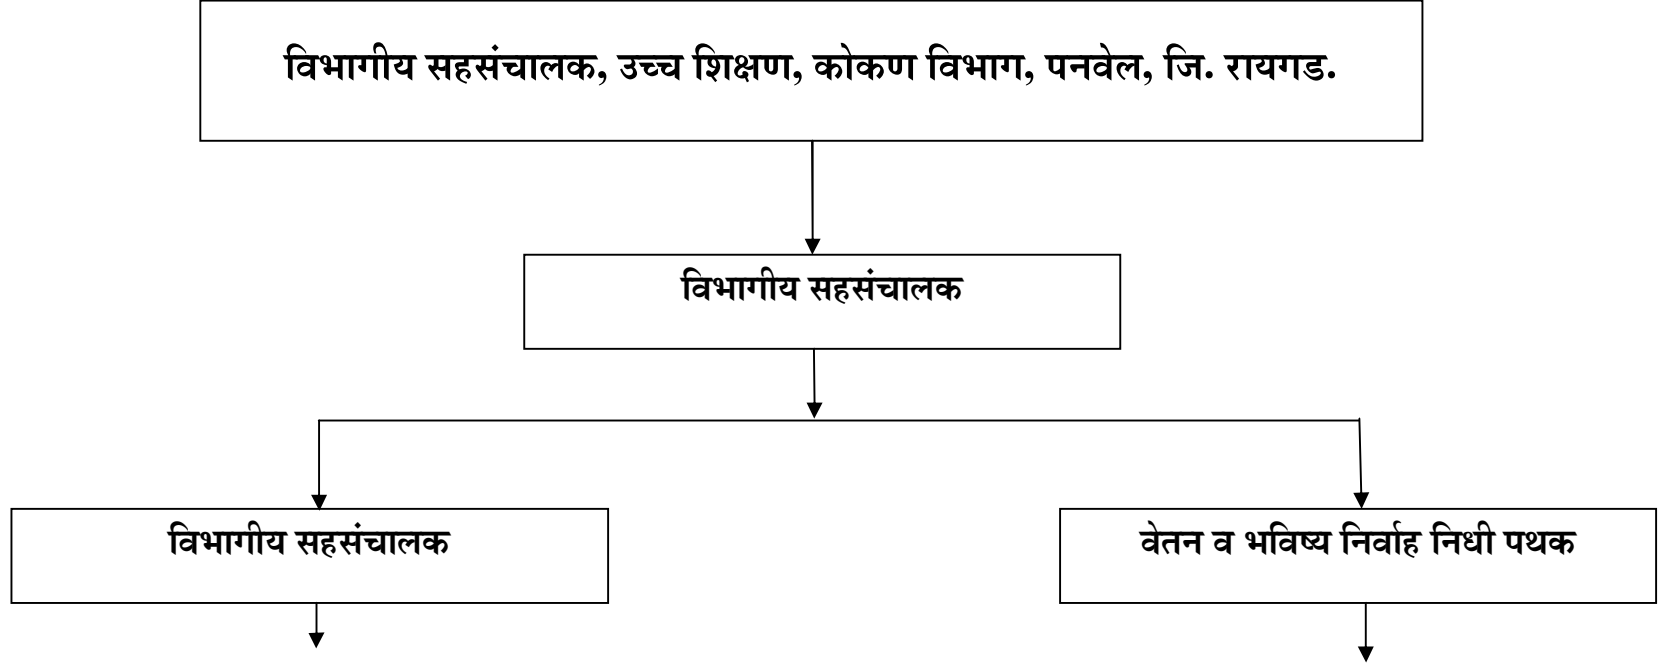 विभागीय सहसंचालक, उच्च शिक्षण, कोकण विभाग, पनवेल, जि. रायगड.
विभागीय सहसंचालक
विभागीय सहसंचालक
वेतन व भविष्य निर्वाह निधी पथक